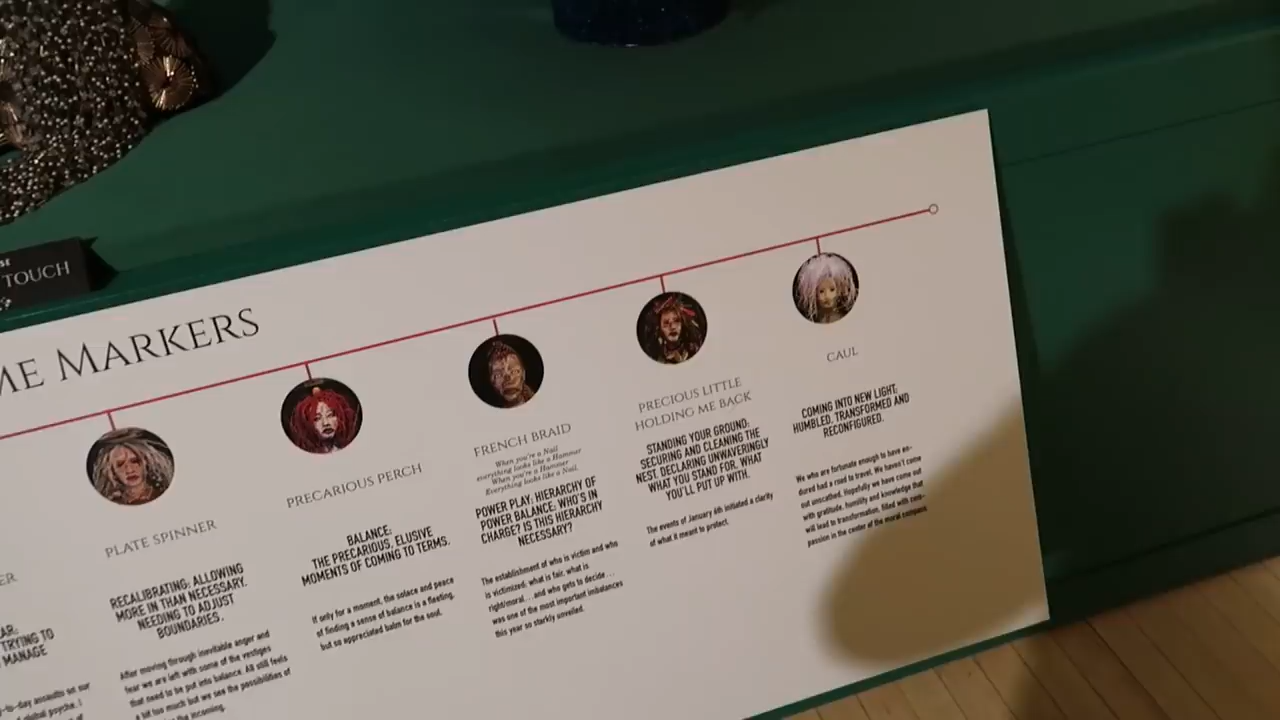 TOUCH
ME MARKERS
PLATE SPINNER
RECALIBRATING: ALLOWING
MORE IN THAN NECESSARY.
NEEDING TO ADJUST
BOUNDARIES.
After moving through inevitable anger and
fear we are left with some of the vestiges
that need to be put into balance. All still feels
a bit too much but we see the possibilities of
the incoming.
TRYING TO
MANAGE
PRECARIOUS PERCH
BALANCE:
THE PRECARIOUS, ELUSIVE
MOMENTS OF COMING TO TERMS.
If only for a moment, the solace and peace
of finding a sense of balance is a fleeting,
but so appreciated balm for the soul.
FRENCH BRAID
When you're a Nail
everything looks like a Hammer
When you're a Hammer
Everything looks like a Nail.
POWER PLAY: HIERARCHY OF
POWER BALANCE; WHO'S IN
CHARGE? IS THIS HIERARCHY
NECESSARY?
The establishment of who is victim and who
is victimized; what is fair, what is
right/moral... and who gets to decide...
was one of the most important imbalances
this year so starkly unveiled.
PRECIOUS LITTLE
HOLDING ME BACK
STANDING YOUR GROUND:
SECURING AND CLEANING THE
NEST. DECLARING UNWAVERINGLY
WHAT YOU STAND FOR, WHAT
YOU'LL PUT UP WITH.
The events of January 6th initiated a clarity
of what it meant to protect.
CAUL
COMING INTO NEW LIGHT,
HUMBLED, TRANSFORMED AND
RECONFIGURED.
We who are fortunate enough to have en-
dured had a road to travel. We haven't come
out unscathed. Hopefully we have come out
with gratitude, humility and knowledge that
will lead to transformation, filled with com-
passion in the center of the moral compass